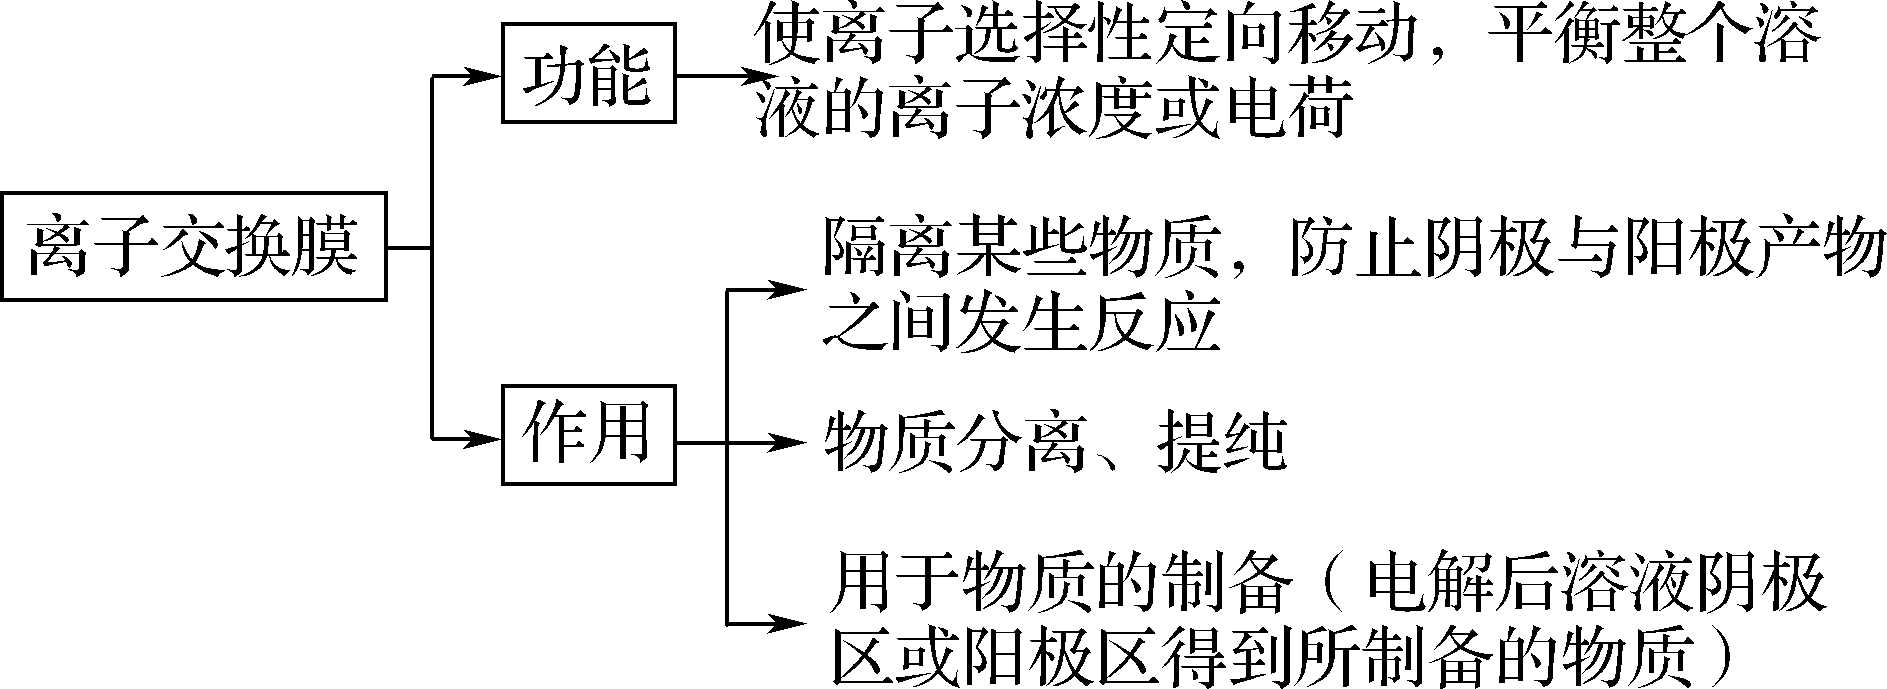 离子交换膜
功能
使离子选择性定向移动，平衡整个溶
液的离子浓度或电荷
作用
隔离某些物质，防止阴极与阳极产物
之间发生反应
物质分离、提纯
用于物质的制备（电解后溶液阴极
区或阳极区得到所制备的物质）